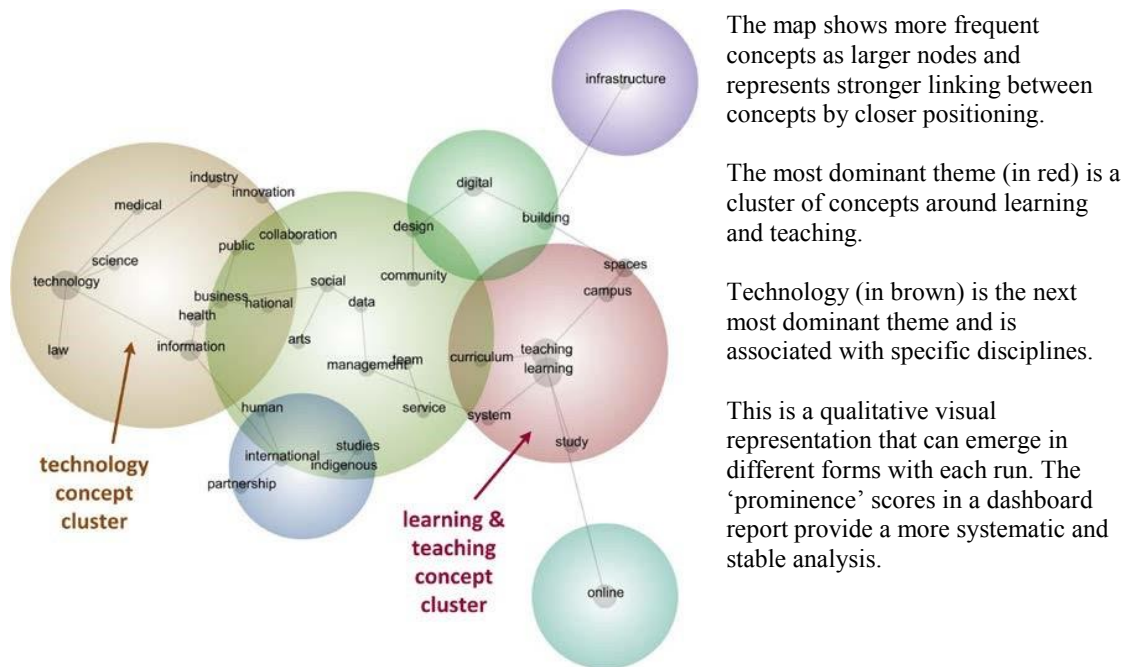 infrastructure
digital
building
industry
innovation
medical
design
public
collaboration
spaces
science
community
campus
technology
social
business
national
data
health
law
information
arts
teaching
team
curriculum
management
learning
human
service
system
study
studies
international
indigenous
partnership
technology
concept
cluster
learning &
teaching
concept
cluster
online
The map shows more frequent
concepts as larger nodes and
represents stronger linking between
concepts by closer positioning.
The most dominant theme (in red) is a
cluster of concepts around learning
and teaching.
Technology (in brown) is the next
most dominant theme and is
associated with specific disciplines.
This is a qualitative visual
representation that can emerge in
different forms with each run. The
‘prominence’ scores in a dashboard
report provide a more systematic and
stable analysis.